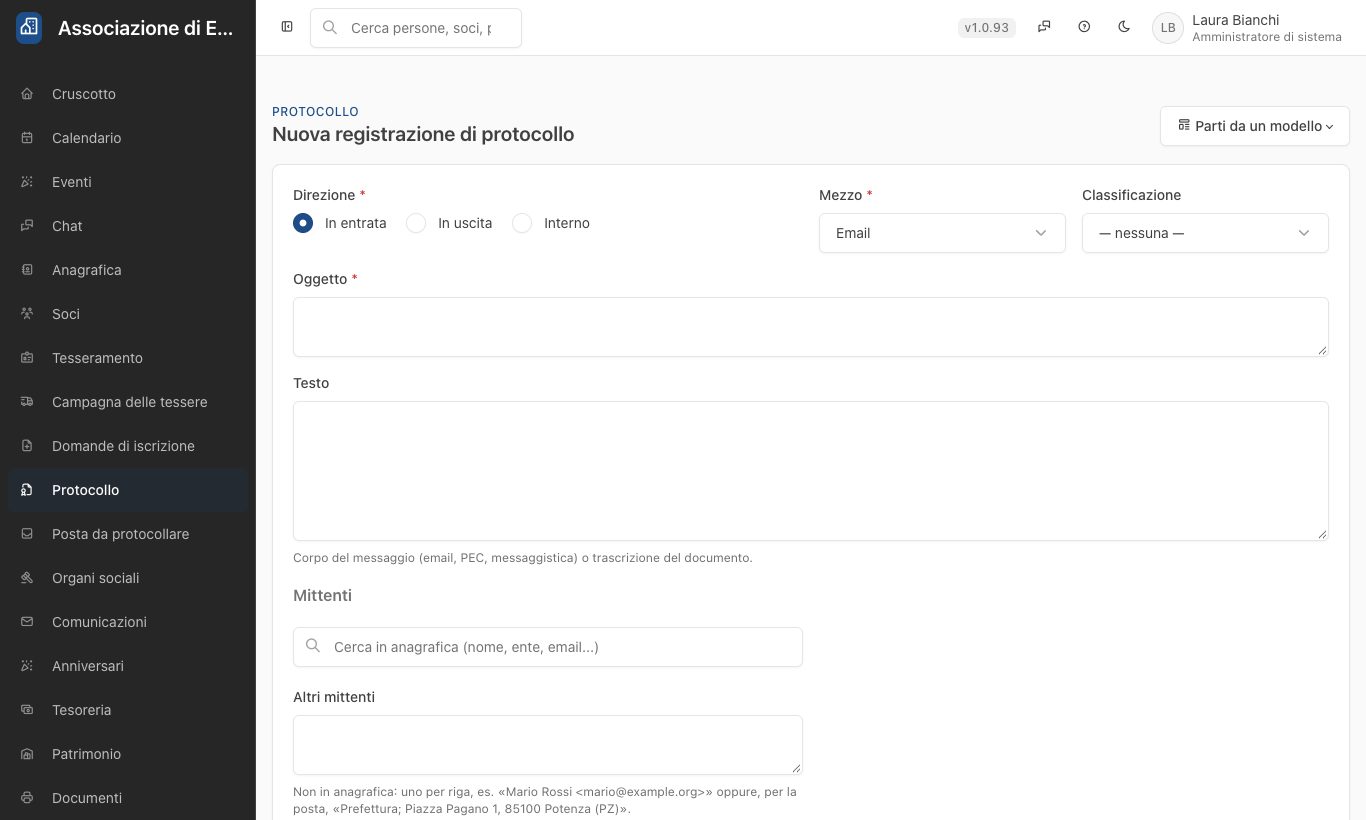 Associazione di E...
Cerca persone, soci, p
v1.0.93
LB
Laura Bianchi
Amministratore di sistema
Cruscotto
Calendario
Eventi
Chat
Anagrafica
Soci
Tesseramento
Campagna delle tessere
Domande di iscrizione
Protocollo
Posta da protocollare
Organi sociali
Comunicazioni
Anniversari
Tesoreria
Patrimonio
Documenti
PROTOCOLLO
Nuova registrazione di protocollo
Parti da un modello
Direzione *
In entrata
In uscita
Interno
Mezzo *
Email
Classificazione
— nessuna —
Oggetto *
Testo
Corpo del messaggio (email, PEC, messaggistica) o trascrizione del documento.
Mittenti
Cerca in anagrafica (nome, ente, email...)
Altri mittenti
Non in anagrafica: uno per riga, es. «Mario Rossi <mario@example.org>» oppure, per la
posta, «Prefettura; Piazza Pagano 1, 85100 Potenza (PZ)».